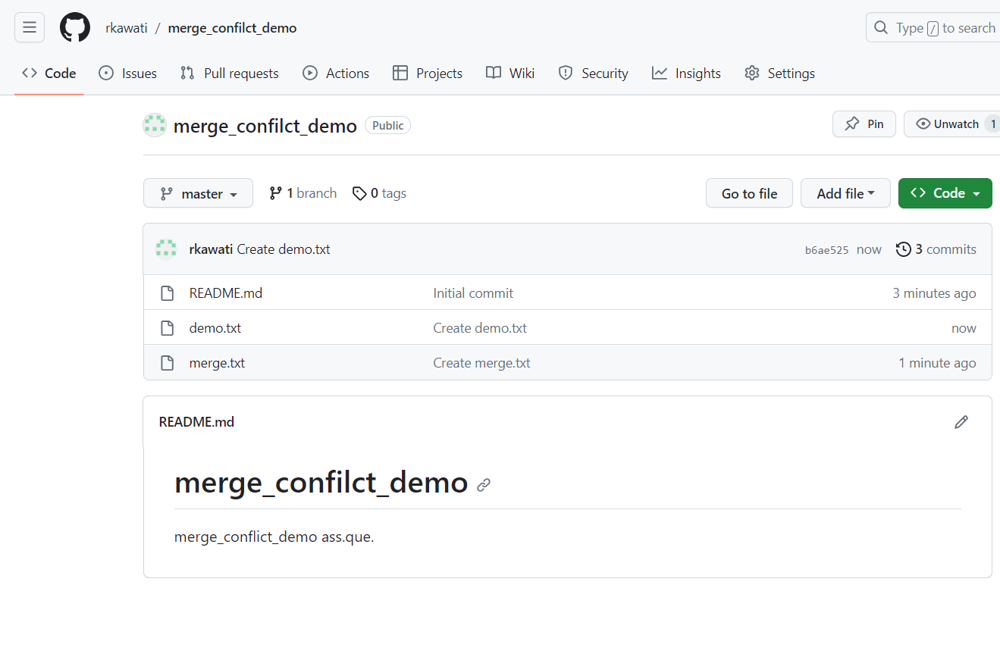 rkawati / merge_confilct_demo
Type / to search
Code Issues Pull requests Actions Projects Wiki Security Insights Settings
merge_confilct_demo Public Pin Unwatch 1
master 1 branch 0 tags Go to file Add file Code
rkawati Create demo.txt b6ae525 now 3 commits
README.md Initial commit 3 minutes ago
demo.txt Create demo.txt now
merge.txt Create merge.txt 1 minute ago
README.md
merge_confilct_demo
merge_conflict_demo ass.que.